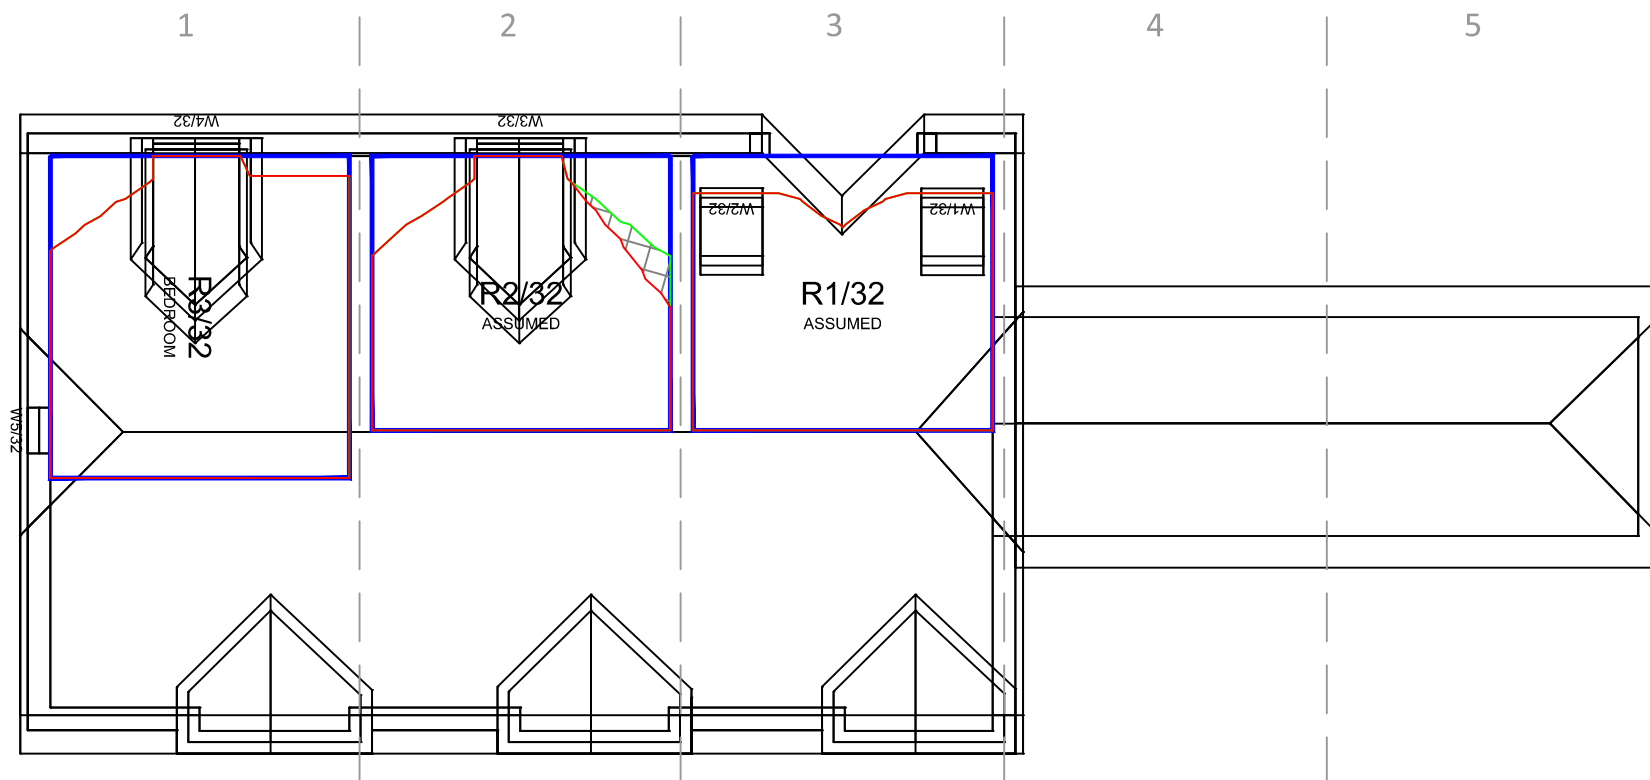 1 2 3 4 5
W4/32 W3/32
W2/32 W1/32
R3/32
BEDROOM
R2/32
ASSUMED
R1/32
ASSUMED
W5/32